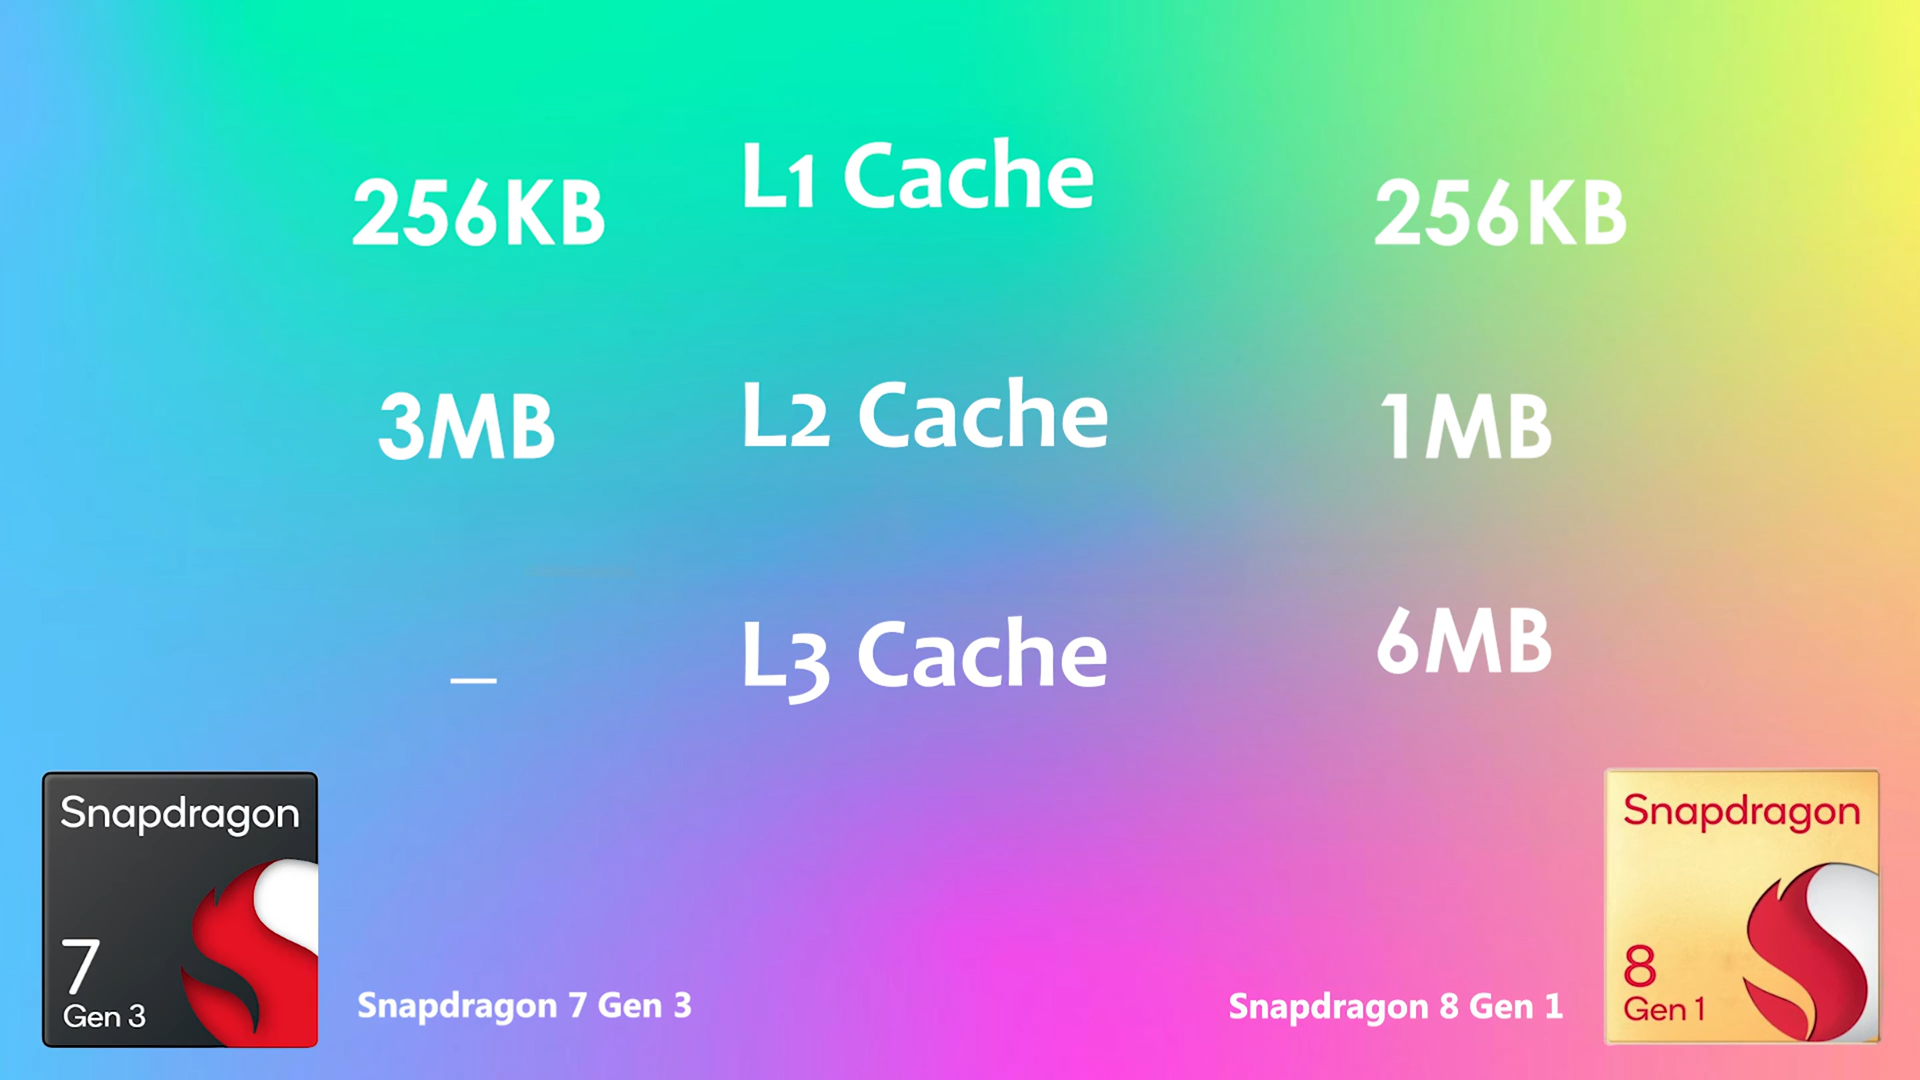 256KB L1 Cache 256KB
3MB L2 Cache 1MB
— L3 Cache 6MB
Snapdragon
7
Gen 3
Snapdragon 7 Gen 3
Snapdragon 8 Gen 1
Snapdragon
8
Gen 1